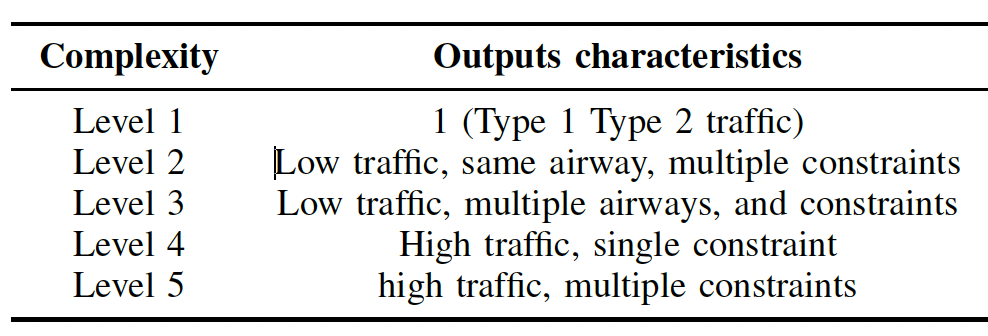 Complexity Outputs characteristics
Level 1 1 (Type 1 Type 2 traffic)
Level 2 Low traffic, same airway, multiple constraints
Level 3 Low traffic, multiple airways, and constraints
Level 4 High traffic, single constraint
Level 5 high traffic, multiple constraints